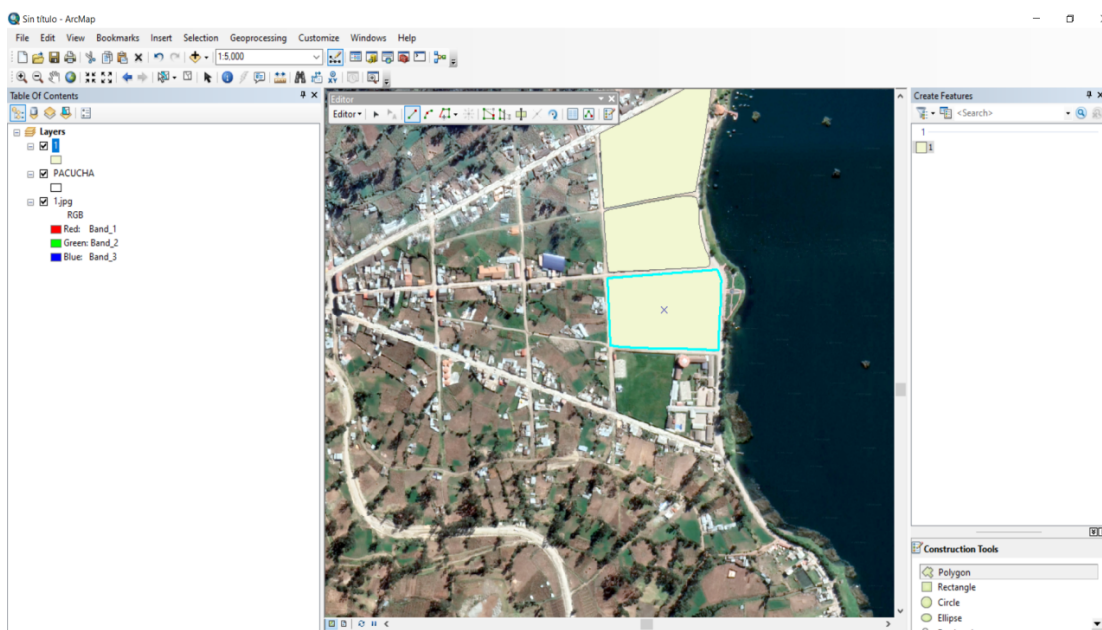 Sin título - ArcMap
File Edit View Bookmarks Insert Selection Geoprocessing Customize Windows Help
1:5,000
Table Of Contents
Editor
Create Features
Editor
<Search>
Layers
1
1
1
PACUCHA
1.jpg
RGB
Red: Band_1
Green: Band_2
Blue: Band_3
Construction Tools
Polygon
Rectangle
Circle
Ellipse